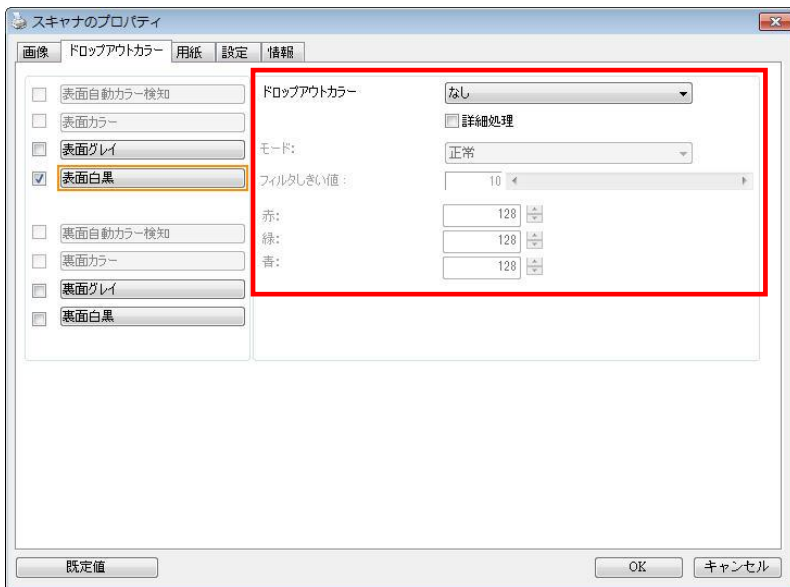 スキャナのプロパティ
画像 ドロップアウトカラー 用紙 設定 情報
表面自動カラー検知
表面カラー
表面グレイ
表面白黒
裏面自動カラー検知
裏面カラー
裏面グレイ
裏面白黒
ドロップアウトカラー なし
詳細処理
モード: 正常
フィルタしきい値: 10
赤: 128
緑: 128
青: 128
既定値 OK キャンセル